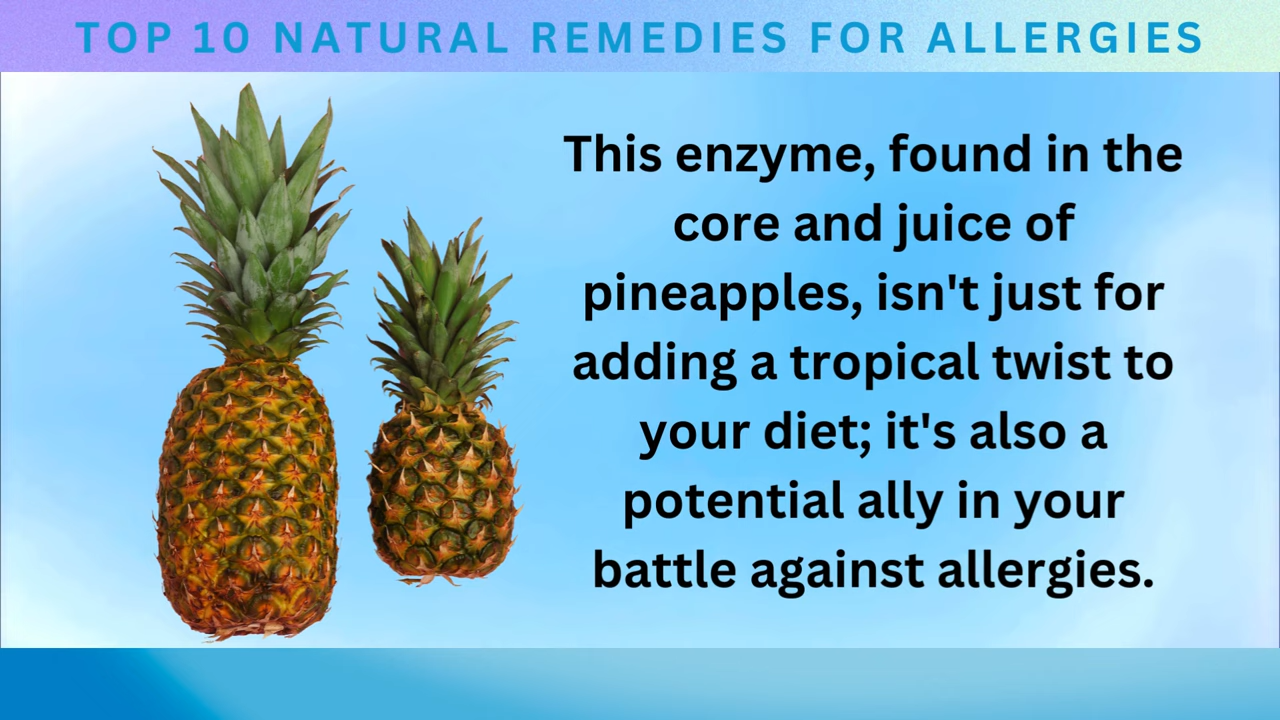 TOP 10 NATURAL REMEDIES FOR ALLERGIES
This enzyme, found in the
core and juice of
pineapples, isn't just for
adding a tropical twist to
your diet; it's also a
potential ally in your
battle against allergies.